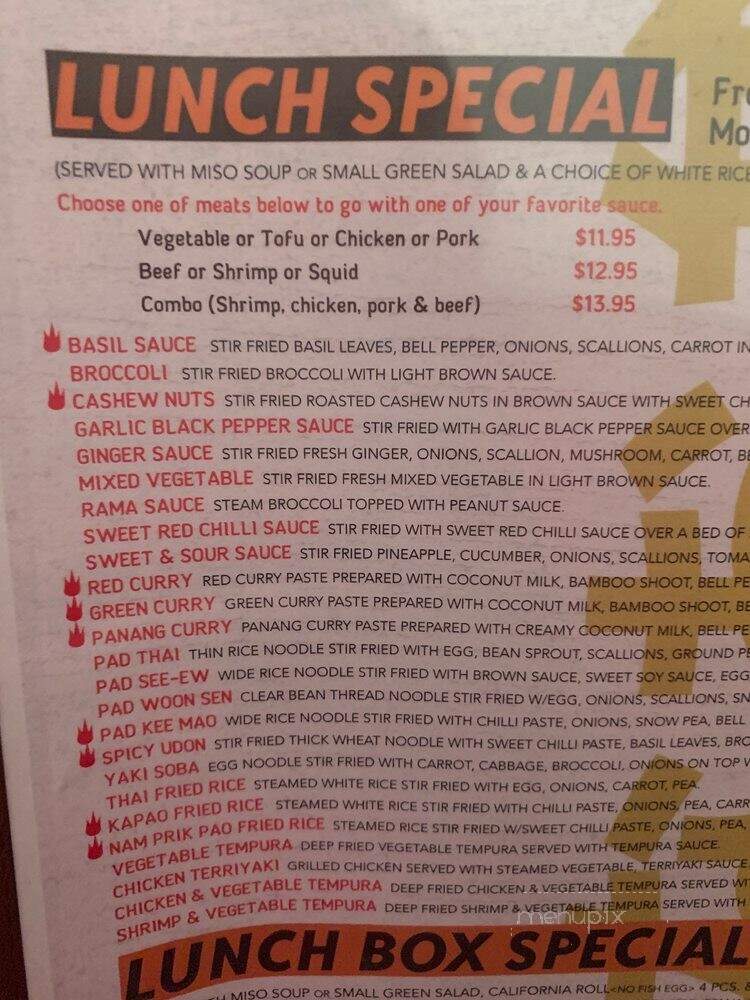 LUNCH SPECIAL
(SERVED WITH MISO SOUP OR SMALL GREEN SALAD & A CHOICE OF WHITE RICE
Choose one of meats below to go with one of your favorite sauce.
Vegetable or Tofu or Chicken or Pork $11.95
Beef or Shrimp or Squid $12.95
Combo (Shrimp, chicken, pork & beef) $13.95
BASIL SAUCE STIR FRIED BASIL LEAVES, BELL PEPPER, ONIONS, SCALLIONS, CARROT IN
BROCCOLI STIR FRIED BROCCOLI WITH LIGHT BROWN SAUCE.
CASHEW NUTS STIR FRIED ROASTED CASHEW NUTS IN BROWN SAUCE WITH SWEET CH
GARLIC BLACK PEPPER SAUCE STIR FRIED WITH GARLIC BLACK PEPPER SAUCE OVER
GINGER SAUCE STIR FRIED FRESH GINGER, ONIONS, SCALLION, MUSHROOM, CARROT, BE
MIXED VEGETABLE STIR FRIED FRESH MIXED VEGETABLE IN LIGHT BROWN SAUCE.
RAMA SAUCE STEAM BROCCOLI TOPPED WITH PEANUT SAUCE.
SWEET RED CHILLI SAUCE STIR FRIED WITH SWEET RED CHILLI SAUCE OVER A BED OF
SWEET & SOUR SAUCE STIR FRIED PINEAPPLE, CUCUMBER, ONIONS, SCALLIONS, TOMA
RED CURRY RED CURRY PASTE PREPARED WITH COCONUT MILK, BAMBOO SHOOT, BELL PE
GREEN CURRY GREEN CURRY PASTE PREPARED WITH COCONUT MILK, BAMBOO SHOOT, BE
PANANG CURRY PANANG CURRY PASTE PREPARED WITH CREAMY COCONUT MILK, BELL PE
PAD THAI THIN RICE NOODLE STIR FRIED WITH EGG, BEAN SPROUT, SCALLIONS, GROUND PE
PAD SEE-EW WIDE RICE NOODLE STIR FRIED WITH BROWN SAUCE, SWEET SOY SAUCE, EGG
PAD WOON SEN CLEAR BEAN THREAD NOODLE STIR FRIED W/EGG, ONIONS, SCALLIONS, SN
PAD KEE MAO WIDE RICE NOODLE STIR FRIED WITH CHILLI PASTE, ONIONS, SNOW PEA, BELL
SPICY UDON STIR FRIED THICK WHEAT NOODLE WITH SWEET CHILLI PASTE, BASIL LEAVES, BRO
YAKI SOBA EGG NOODLE STIR FRIED WITH CARROT, CABBAGE, BROCCOLI, ONIONS ON TOP W
THAI FRIED RICE STEAMED WHITE RICE STIR FRIED WITH EGG, ONIONS, CARROT, PEA.
KAPAO FRIED RICE STEAMED WHITE RICE STIR FRIED WITH CHILLI PASTE, ONIONS, PEA, CARR
NAM PRIK PAO FRIED RICE STEAMED RICE STIR FRIED W/SWEET CHILLI PASTE, ONIONS, PEA,
VEGETABLE TEMPURA DEEP FRIED VEGETABLE TEMPURA SERVED WITH TEMPURA SAUCE.
CHICKEN TERRIYAKI GRILLED CHICKEN SERVED WITH STEAMED VEGETABLE, TERRIYAKI SAUCE
CHICKEN & VEGETABLE TEMPURA DEEP FRIED CHICKEN & VEGETABLE TEMPURA SERVED WI
SHRIMP & VEGETABLE TEMPURA DEEP FRIED SHRIMP & VEGETABLE TEMPURA SERVED WITH
menupix
LUNCH BOX SPECIAL
MISO SOUP OR SMALL GREEN SALAD, CALIFORNIA ROLL<NO FISH EGG> 4 PCS. &